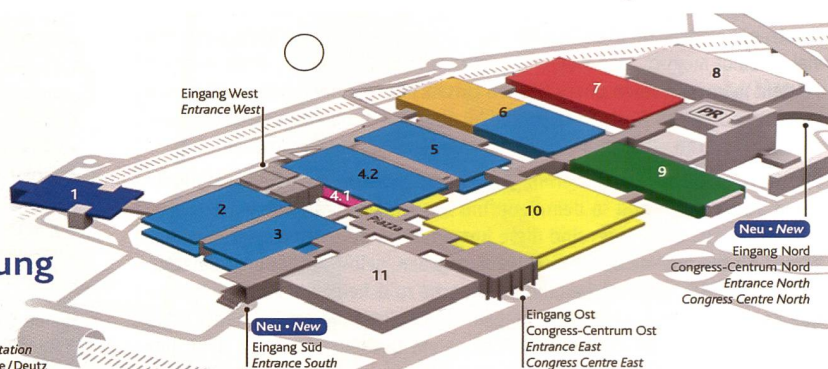 Eingang West
Entrance West
1
2
3
4.1
4.2
5
6
7
8
PR
9
10
11
Piazza
ung
Neu • New
Eingang Nord
Congress-Centrum Nord
Entrance North
Congress Centre North
Neu • New
Eingang Süd
Entrance South
Eingang Ost
Congress-Centrum Ost
Entrance East
Congress Centre East
tation
e/Deutz